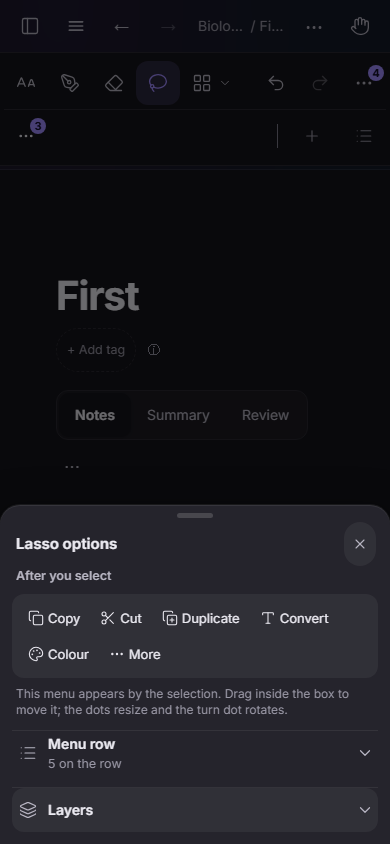 Biolo... / Fi...
AA
4
3
First
+ Add tag
Notes Summary Review
Lasso options
After you select
Copy Cut Duplicate Convert
Colour More
This menu appears by the selection. Drag inside the box to
move it; the dots resize and the turn dot rotates.
Menu row
5 on the row
Layers